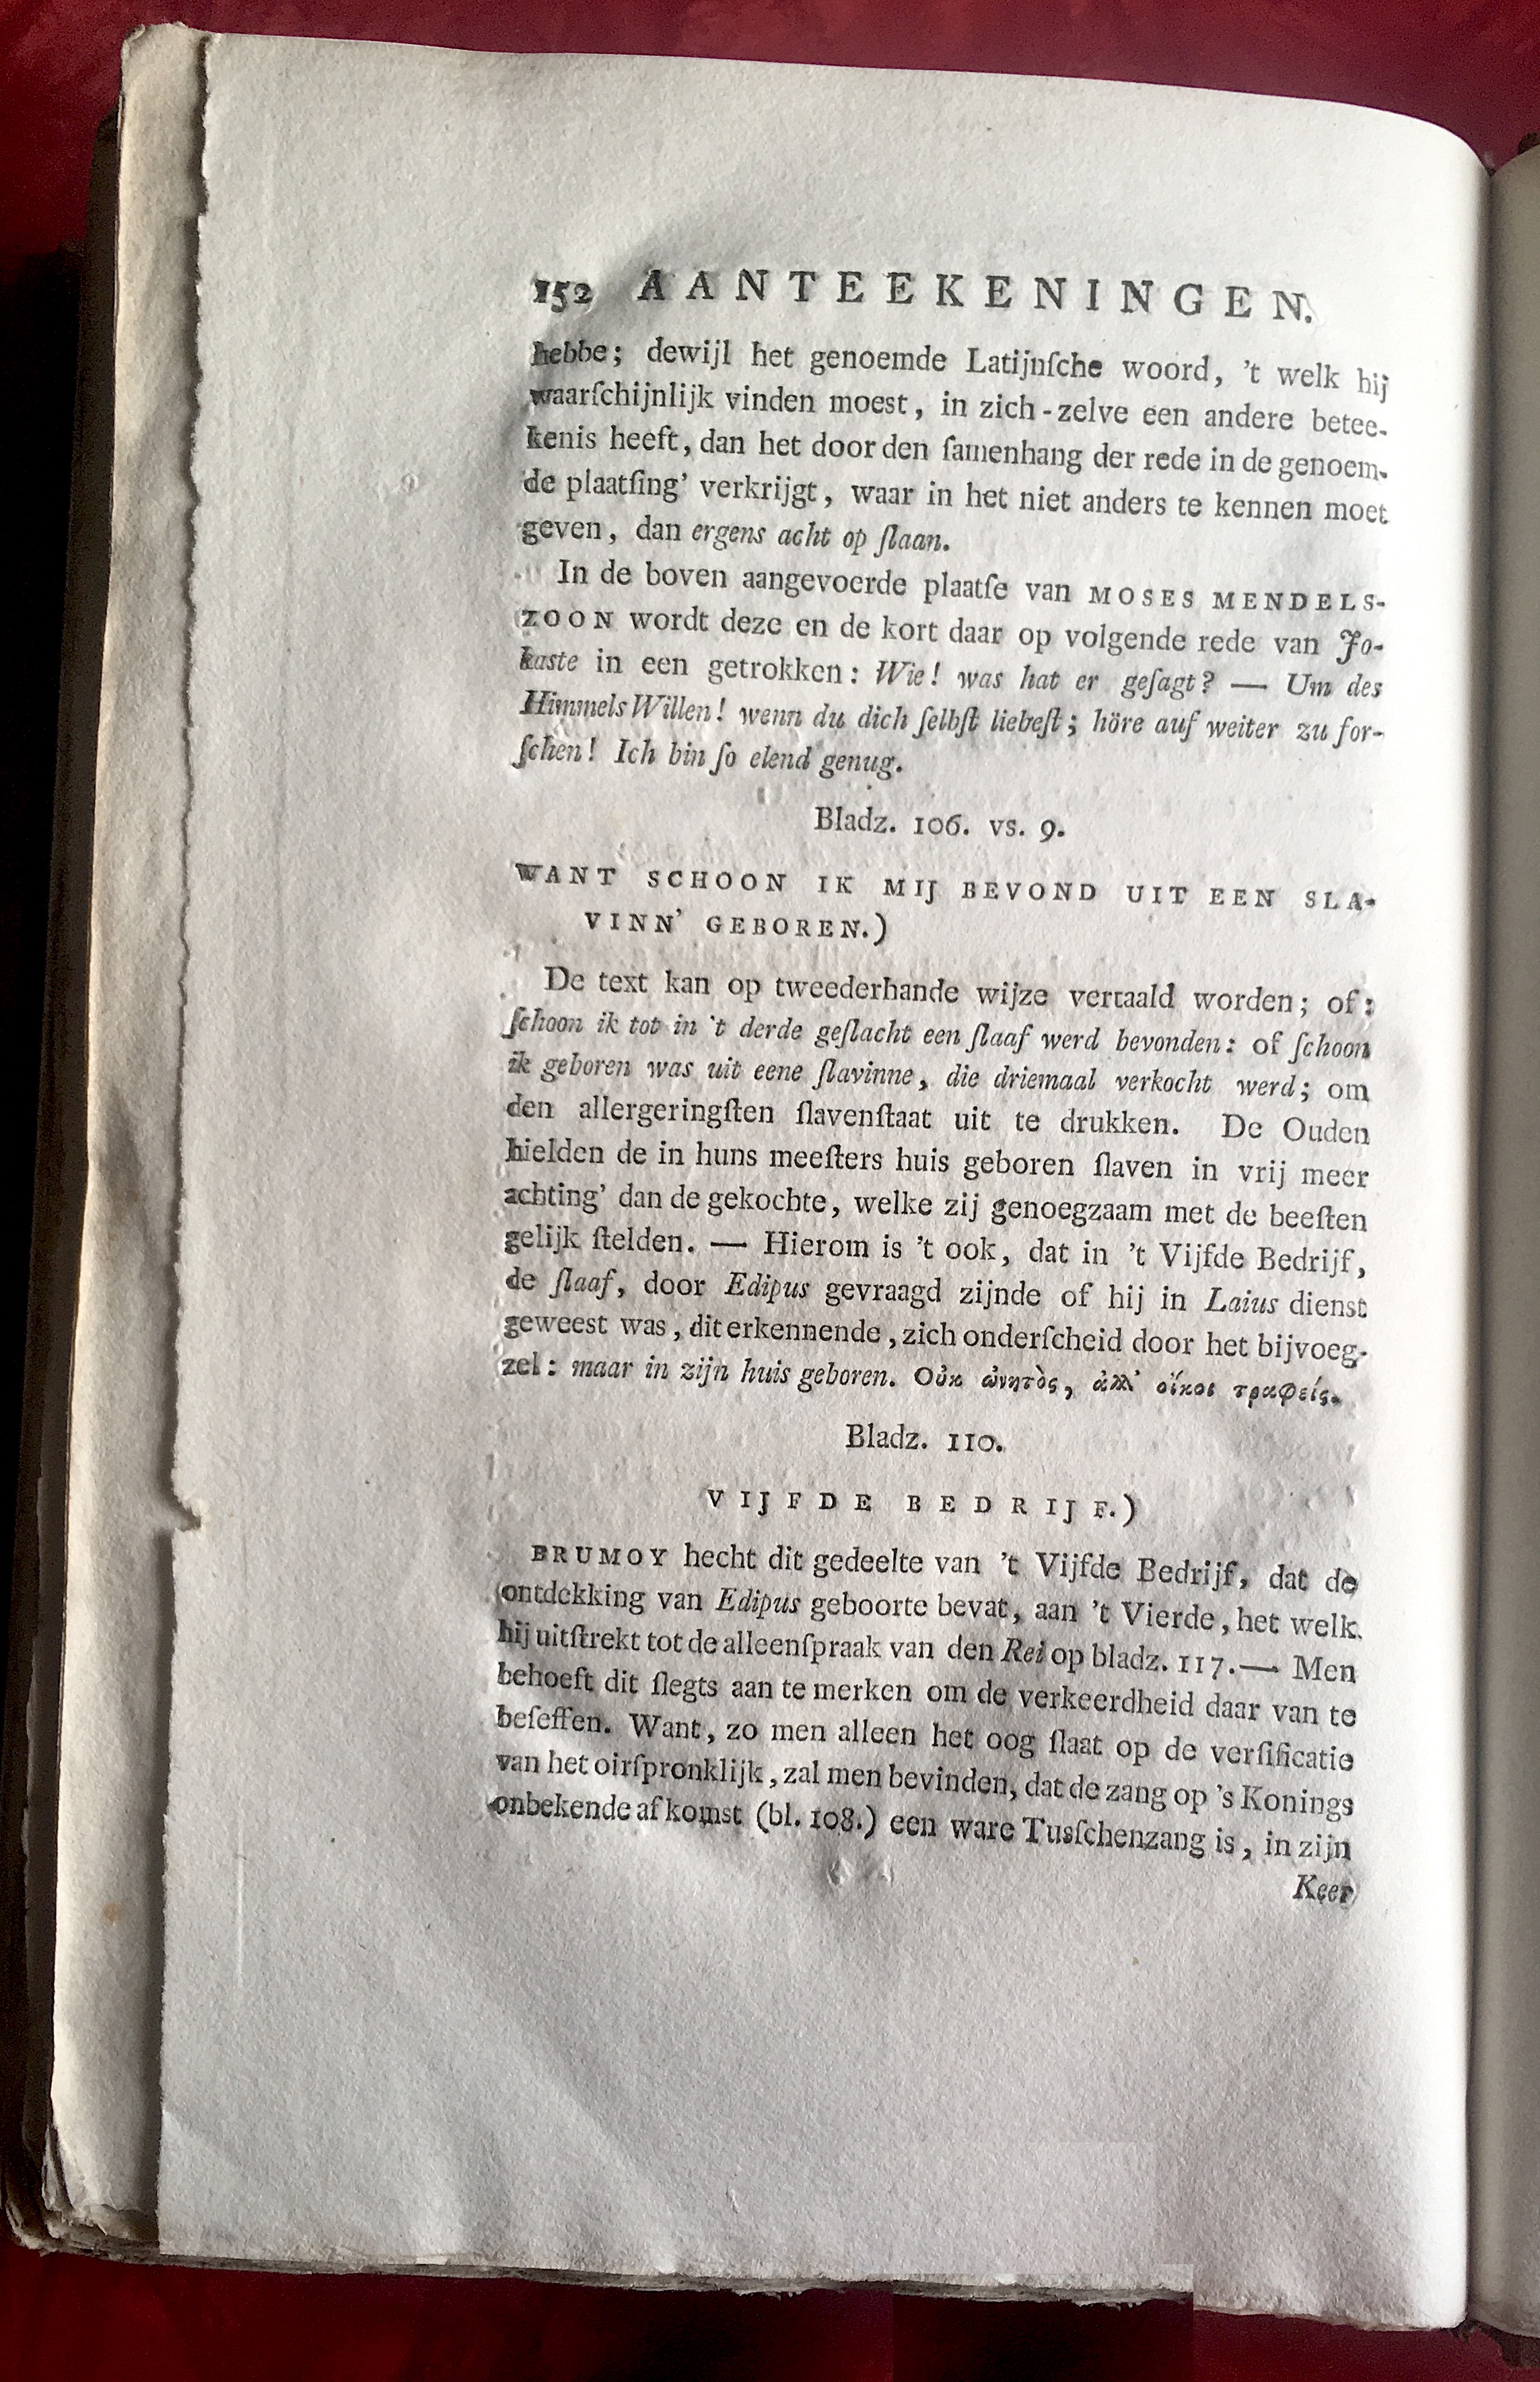 152 AANTEEKENINGEN.
hebbe; dewijl het genoemde Latijnſche woord, 't welk hij
waarſchijnlijk vinden moest, in zich-zelve een andere betee-
kenis heeft, dan het door den ſamenhang der rede in de genoem-
de plaatſing' verkrijgt, waar in het niet anders te kennen moet
geven, dan ergens acht op ſlaan.
In de boven aangevoerde plaatſe van MOSES MENDELS-
ZOON wordt deze en de kort daar op volgende rede van Jo-
kaste in een getrokken: Wie! was hat er geſagt? — Um des
Himmels Willen! wenn du dich ſelbſt liebeſt; höre auf weiter zu for-
ſchen! Ich bin ſo elend genug.
Bladz. 106. vs. 9.
WANT SCHOON IK MIJ BEVOND UIT EEN SLA-
VINN' GEBOREN.)
De text kan op tweederhande wijze vertaald worden; of:
ſchoon ik tot in 't derde geſlacht een ſlaaf werd bevonden: of ſchoon
ik geboren was uit eene ſlavinne, die driemaal verkocht werd; om
den allergeringſten ſlavenſtaat uit te drukken. De Ouden
hielden de in huns meeſters huis geboren ſlaven in vrij meer
achting' dan de gekochte, welke zij genoegzaam met de beeſten
gelijk ſtelden. — Hierom is 't ook, dat in 't Vijfde Bedrijf,
de ſlaaf, door Edipus gevraagd zijnde of hij in Laius dienst
geweest was, dit erkennende, zich onderſcheid door het bijvoeg-
zel: maar in zijn huis geboren. Οὐκ ὠνητὸς, ἀλλ' οἴκοι τραφείς.
Bladz. 110.
VIJFDE BEDRIJF.)
BRUMOY hecht dit gedeelte van 't Vijfde Bedrijf, dat de
ontdekking van Edipus geboorte bevat, aan 't Vierde, het welk
hij uitſtrekt tot de alleenſpraak van den Rei op bladz. 117. — Men
behoeft dit ſlegts aan te merken om de verkeerdheid daar van te
beſeffen. Want, zo men alleen het oog ſlaat op de verſificatie
van het oirſpronklijk, zal men bevinden, dat de zang op 's Konings
onbekende afkomst (bl. 108.) een ware Tusſchenzang is, in zijn
Keer